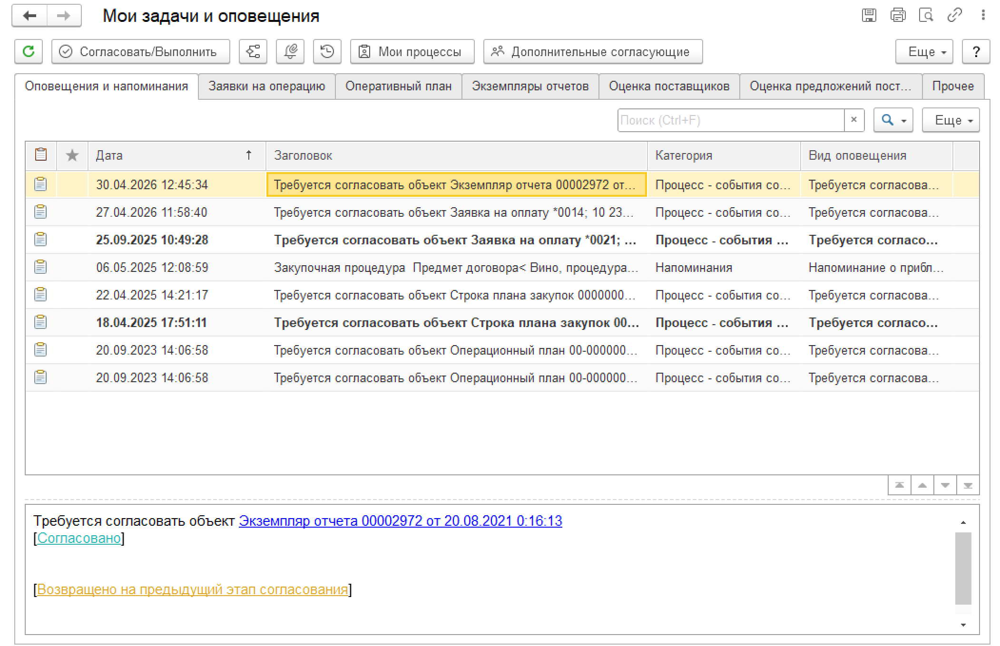 Мои задачи и оповещения
Согласовать/Выполнить Мои процессы Дополнительные согласующие Еще ?
Оповещения и напоминания Заявки на операцию Оперативный план Экземпляры отчетов Оценка поставщиков Оценка предложений пост... Прочее
Поиск (Ctrl+F) × Еще
Дата ↑ Заголовок Категория Вид оповещения
30.04.2026 12:45:34 Требуется согласовать объект Экземпляр отчета 00002972 от... Процесс - события со... Требуется согласова...
27.04.2026 11:58:40 Требуется согласовать объект Заявка на оплату *0014; 10 23... Процесс - события со... Требуется согласова...
25.09.2025 10:49:28 Требуется согласовать объект Заявка на оплату *0021; ... Процесс - события ... Требуется согласо...
06.05.2025 12:08:59 Закупочная процедура  Предмет договора< Вино, процедура... Напоминания Напоминание о прибл...
22.04.2025 14:21:17 Требуется согласовать объект Строка плана закупок 0000000... Процесс - события со... Требуется согласова...
18.04.2025 17:51:11 Требуется согласовать объект Строка плана закупок 00... Процесс - события ... Требуется согласо...
20.09.2023 14:06:58 Требуется согласовать объект Операционный план 00-000000... Процесс - события со... Требуется согласова...
20.09.2023 14:06:58 Требуется согласовать объект Операционный план 00-000000... Процесс - события со... Требуется согласова...
Требуется согласовать объект Экземпляр отчета 00002972 от 20.08.2021 0:16:13
[Согласовано]
[Возвращено на предыдущий этап согласования]